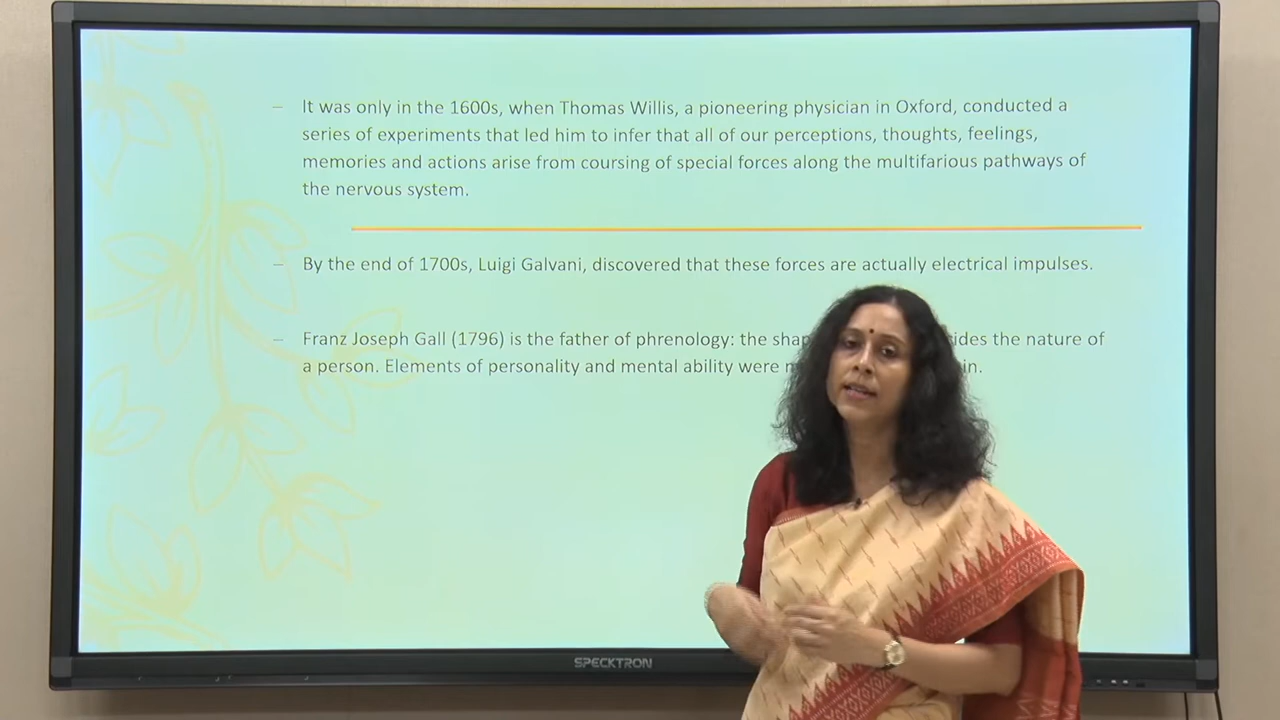 – It was only in the 1600s, when Thomas Willis, a pioneering physician in Oxford, conducted a
series of experiments that led him to infer that all of our perceptions, thoughts, feelings,
memories and actions arise from coursing of special forces along the multifarious pathways of
the nervous system.
– By the end of 1700s, Luigi Galvani, discovered that these forces are actually electrical impulses.
– Franz Joseph Gall (1796) is the father of phrenology: the the nature of
a person. Elements of personality and mental ability were
SPECKTRON